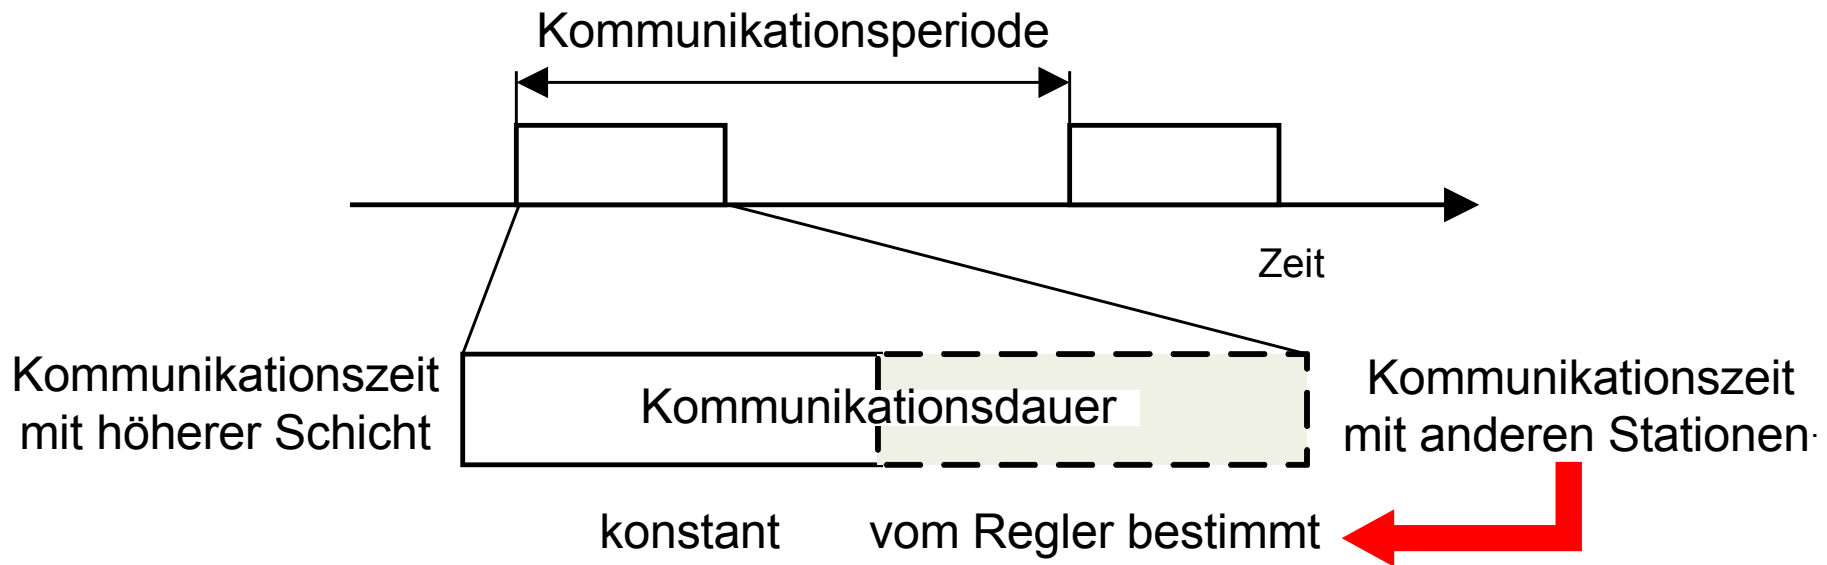 Kommunikationsperiode
Zeit
Kommunikationszeit
mit höherer Schicht
Kommunikationsdauer
Kommunikationszeit
mit anderen Stationen
konstant
vom Regler bestimmt